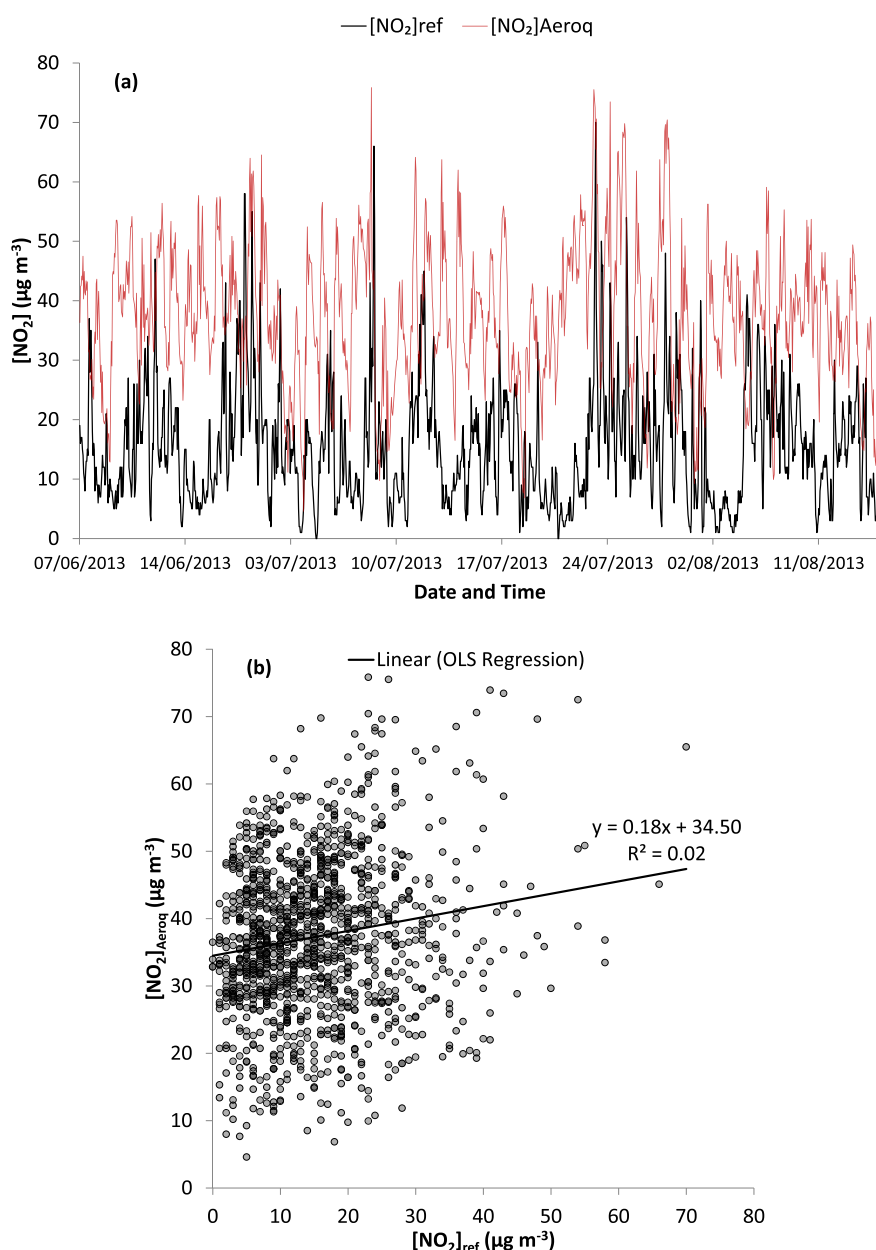 [NO₂]ref [NO₂]Aeroq
(a)
80
70
60
50
40
30
20
10
0
[NO₂] (µg m⁻³)
07/06/2013 14/06/2013 03/07/2013 10/07/2013 17/07/2013 24/07/2013 02/08/2013 11/08/2013
Date and Time
(b)
Linear (OLS Regression)
80
70
60
50
40
30
20
10
0
[NO₂]Aeroq (µg m⁻³)
y = 0.18x + 34.50
R² = 0.02
0 10 20 30 40 50 60 70 80
[NO₂]ref (µg m⁻³)